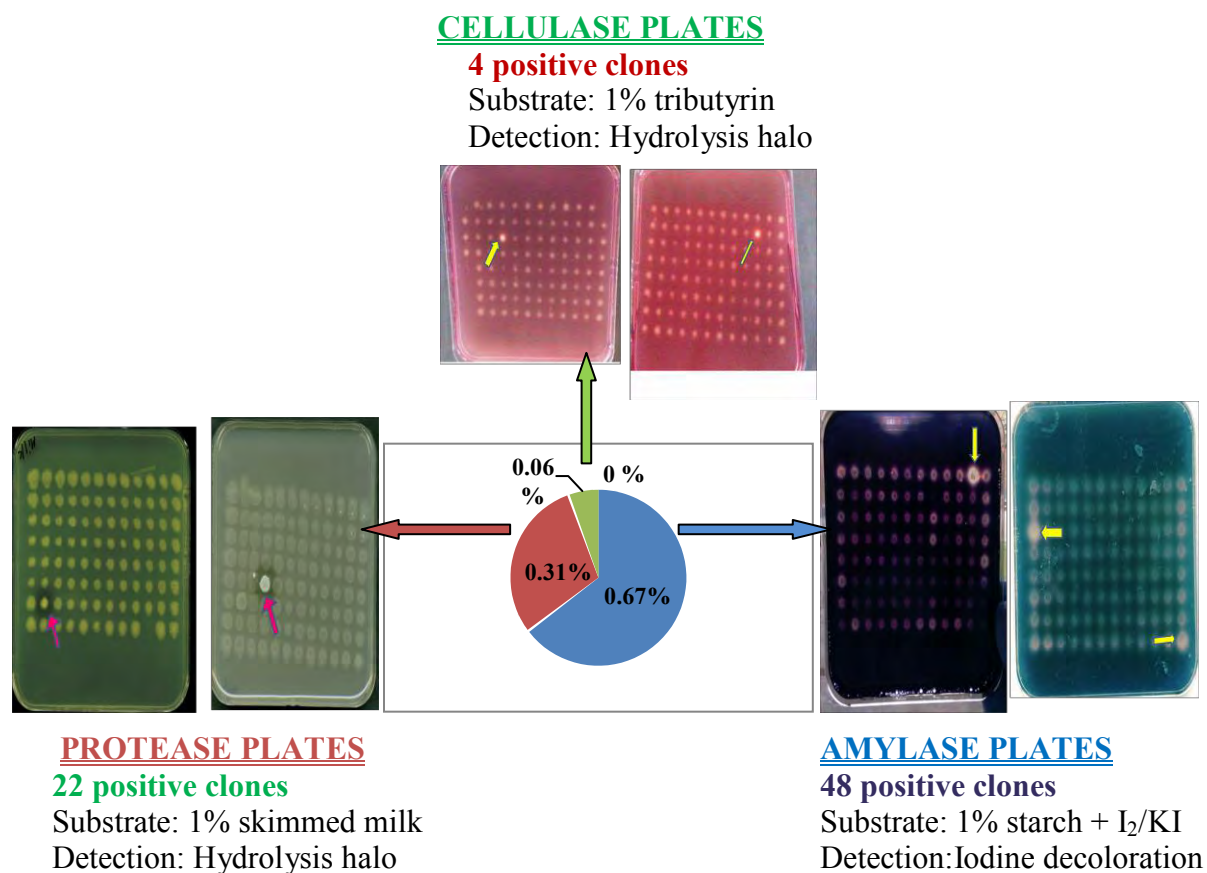 CELLULASE PLATES
4 positive clones
Substrate: 1% tributyrin
Detection: Hydrolysis halo
0.06
%
0 %
0.31%
0.67%
PROTEASE PLATES
22 positive clones
Substrate: 1% skimmed milk
Detection: Hydrolysis halo
AMYLASE PLATES
48 positive clones
Substrate: 1% starch + I₂/KI
Detection:Iodine decoloration